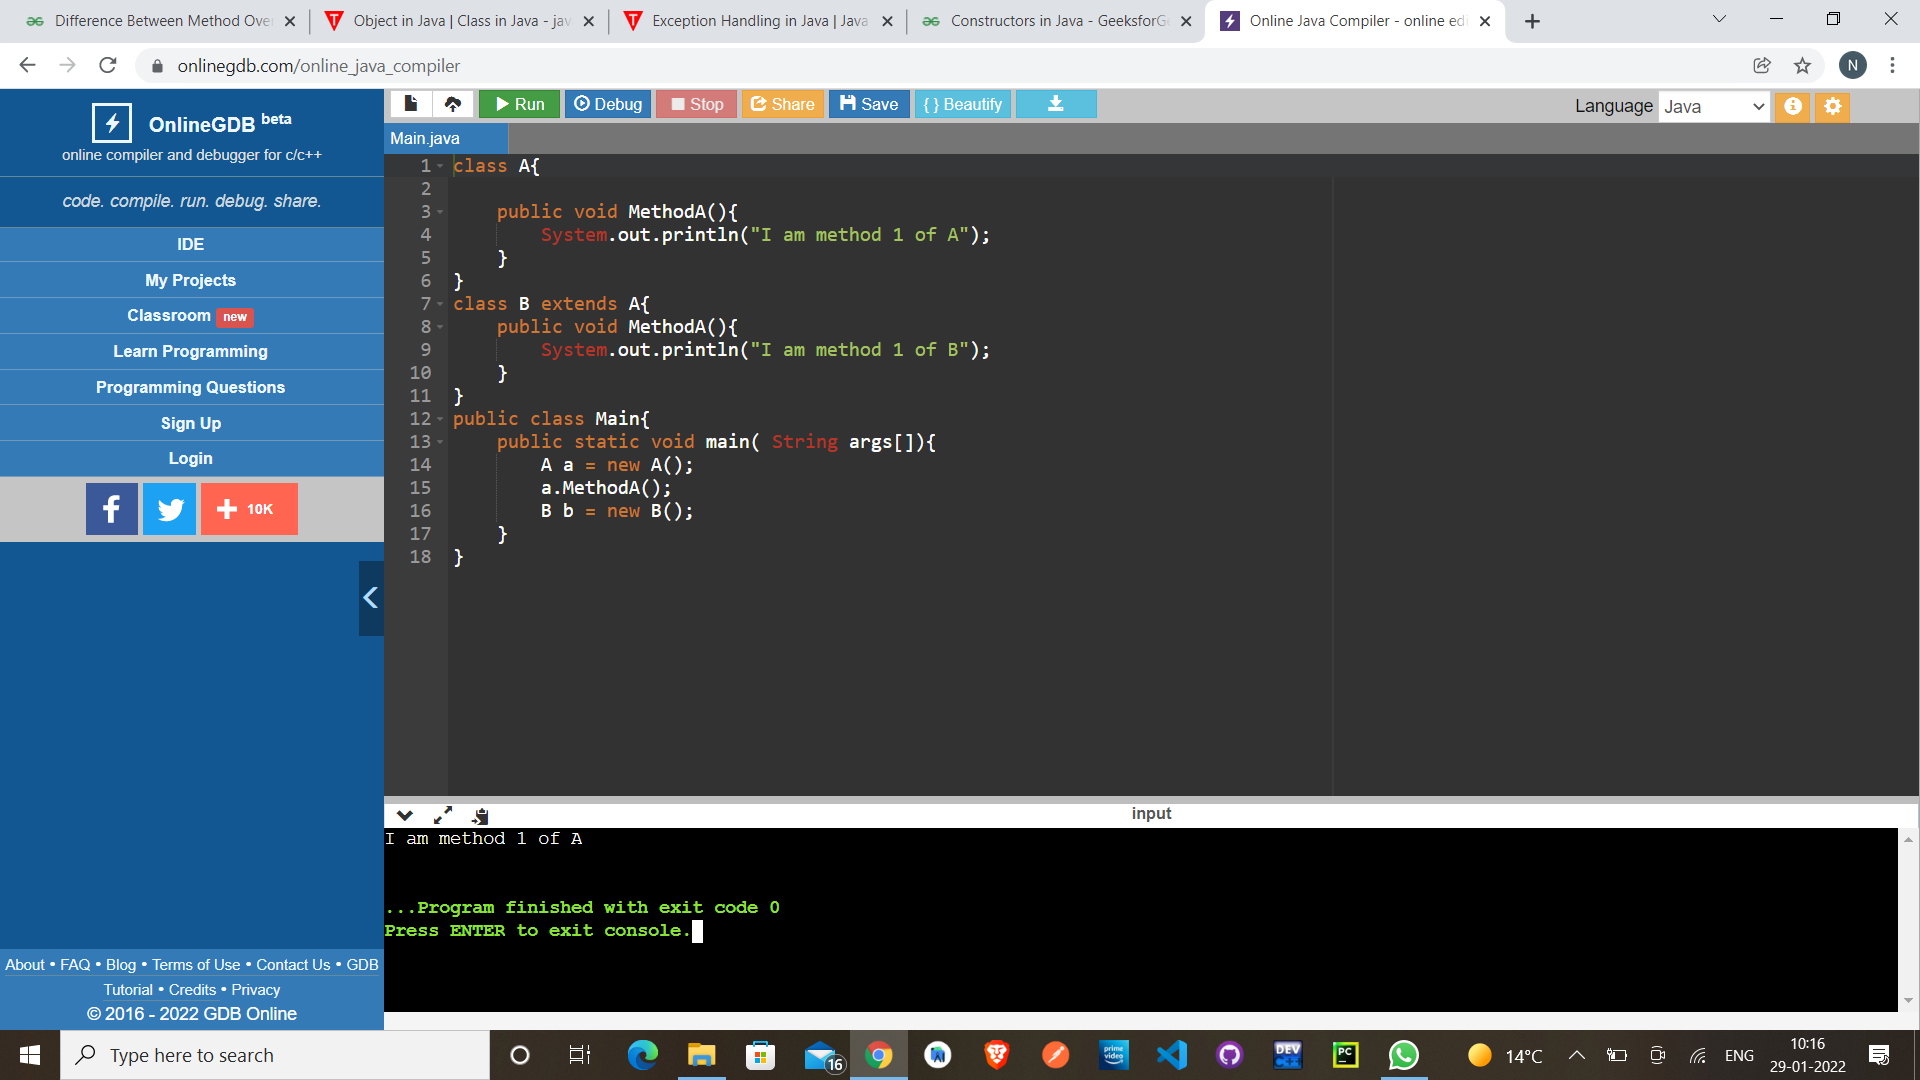 Difference Between Method Over
Object in Java | Class in Java - jav
Exception Handling in Java | Java
Constructors in Java - GeeksforGe
Online Java Compiler - online edi
onlinegdb.com/online_java_compiler
N
OnlineGDB beta
online compiler and debugger for c/c++
code. compile. run. debug. share.
IDE
My Projects
Classroom new
Learn Programming
Programming Questions
Sign Up
Login
10K
About • FAQ • Blog • Terms of Use • Contact Us • GDB
Tutorial • Credits • Privacy
© 2016 - 2022 GDB Online
Run Debug Stop Share Save { } Beautify
Language Java
Main.java
1 class A{
2
3 public void MethodA(){
4 System.out.println("I am method 1 of A");
5 }
6 }
7 class B extends A{
8 public void MethodA(){
9 System.out.println("I am method 1 of B");
10 }
11 }
12 public class Main{
13 public static void main( String args[]){
14 A a = new A();
15 a.MethodA();
16 B b = new B();
17 }
18 }
input
I am method 1 of A
...Program finished with exit code 0
Press ENTER to exit console.
Type here to search
16
prime video
DEV C++
PC
14°C
ENG
10:16
29-01-2022